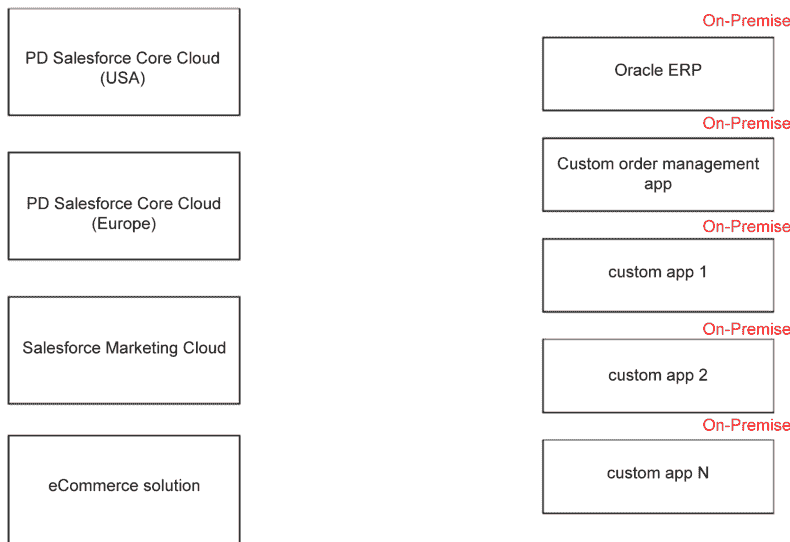 PD Salesforce Core Cloud
(USA)
PD Salesforce Core Cloud
(Europe)
Salesforce Marketing Cloud
eCommerce solution
On-Premise
Oracle ERP
On-Premise
Custom order management
app
On-Premise
custom app 1
On-Premise
custom app 2
On-Premise
custom app N